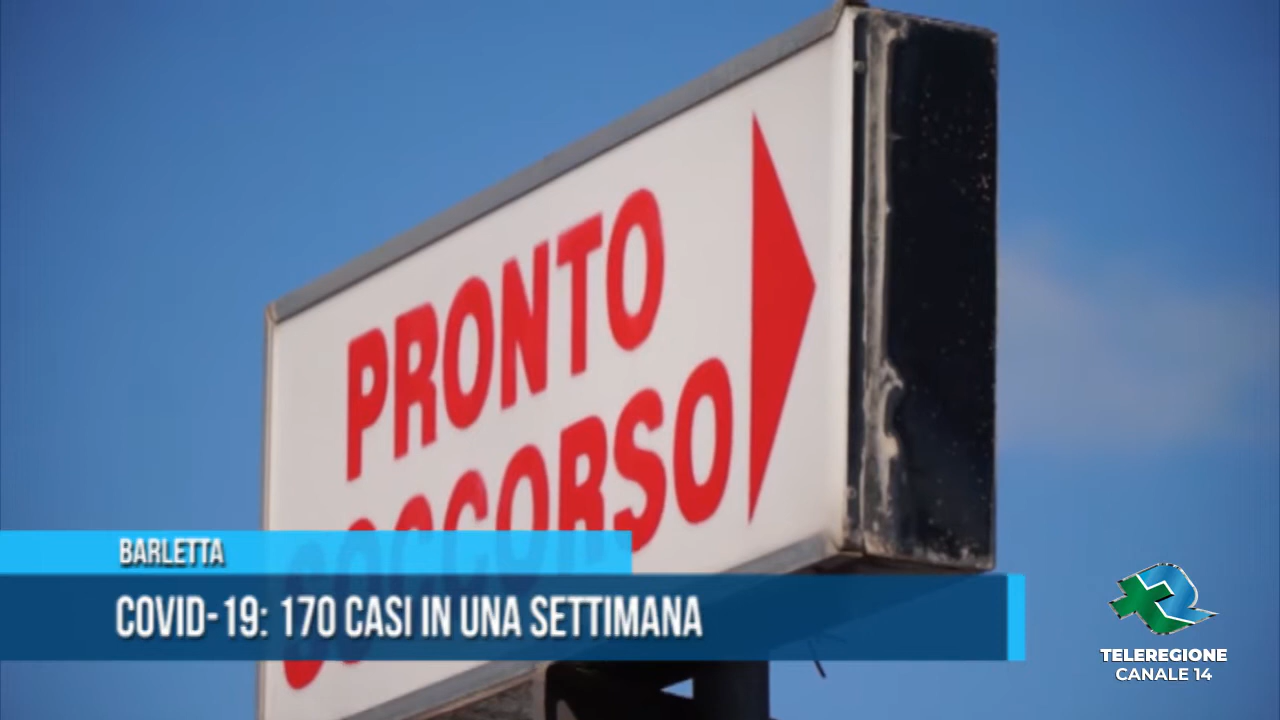 PRONTO
SOCCORSO
BARLETTA
COVID-19: 170 CASI IN UNA SETTIMANA
TELEREGIONE
CANALE 14